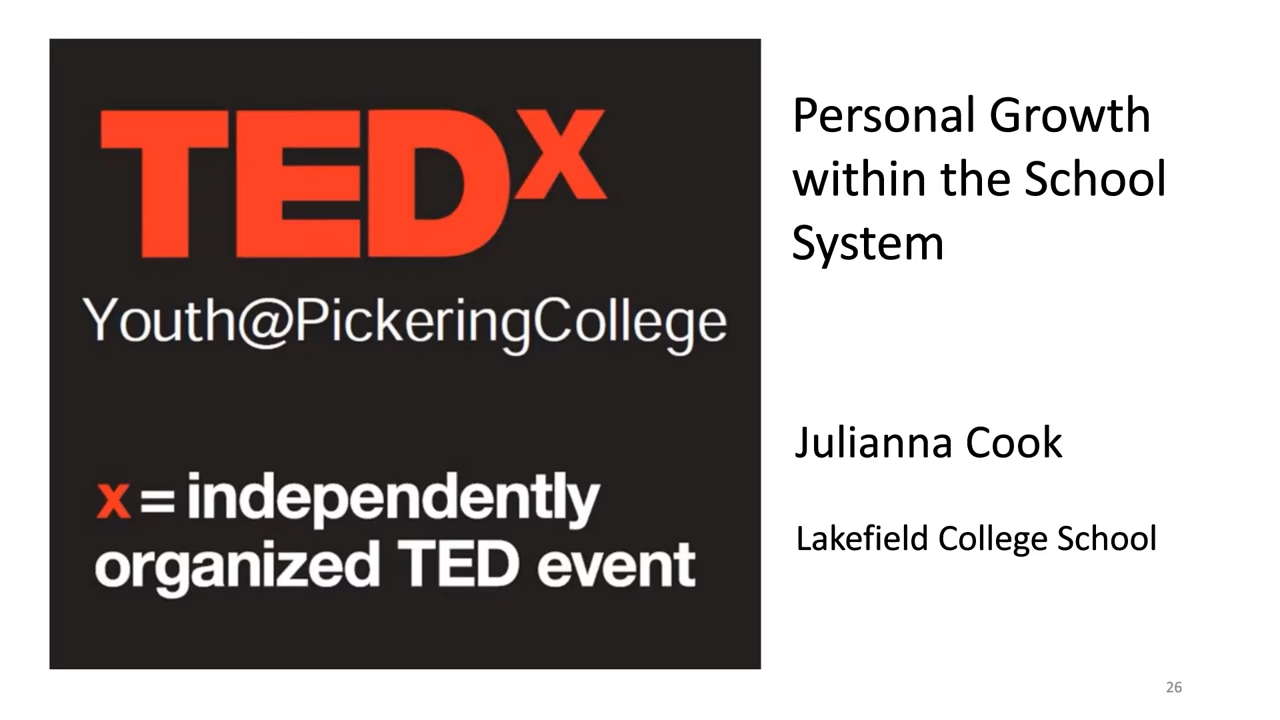 TEDx
Youth@PickeringCollege
x = independently
organized TED event
Personal Growth
within the School
System
Julianna Cook
Lakefield College School
26